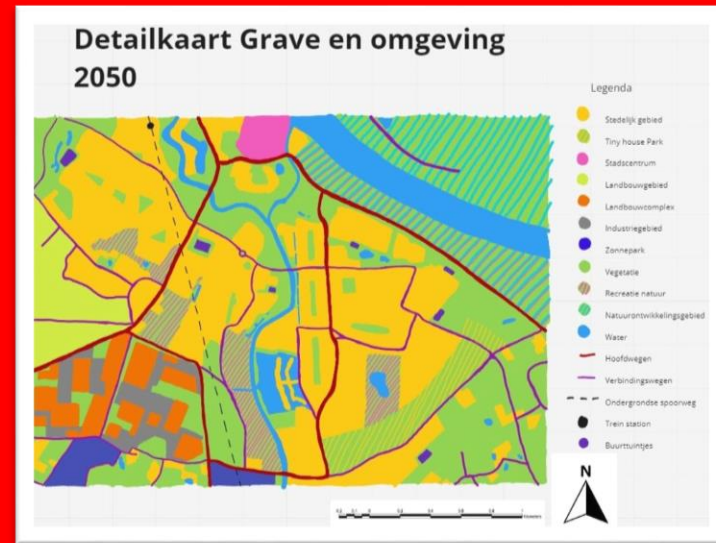 Detailkaart Grave en omgeving
2050
Legenda
Stedelijk gebied
Tiny house Park
Stadscentrum
Landbouwgebied
Landbouwcomplex
Industriegebied
Zonnepark
Vegetatie
Recreatie natuur
Natuurontwikkelingsgebied
Water
Hoofdwegen
Verbindingswegen
Ondergrondse spoorweg
Trein station
Buurttuintjes
N